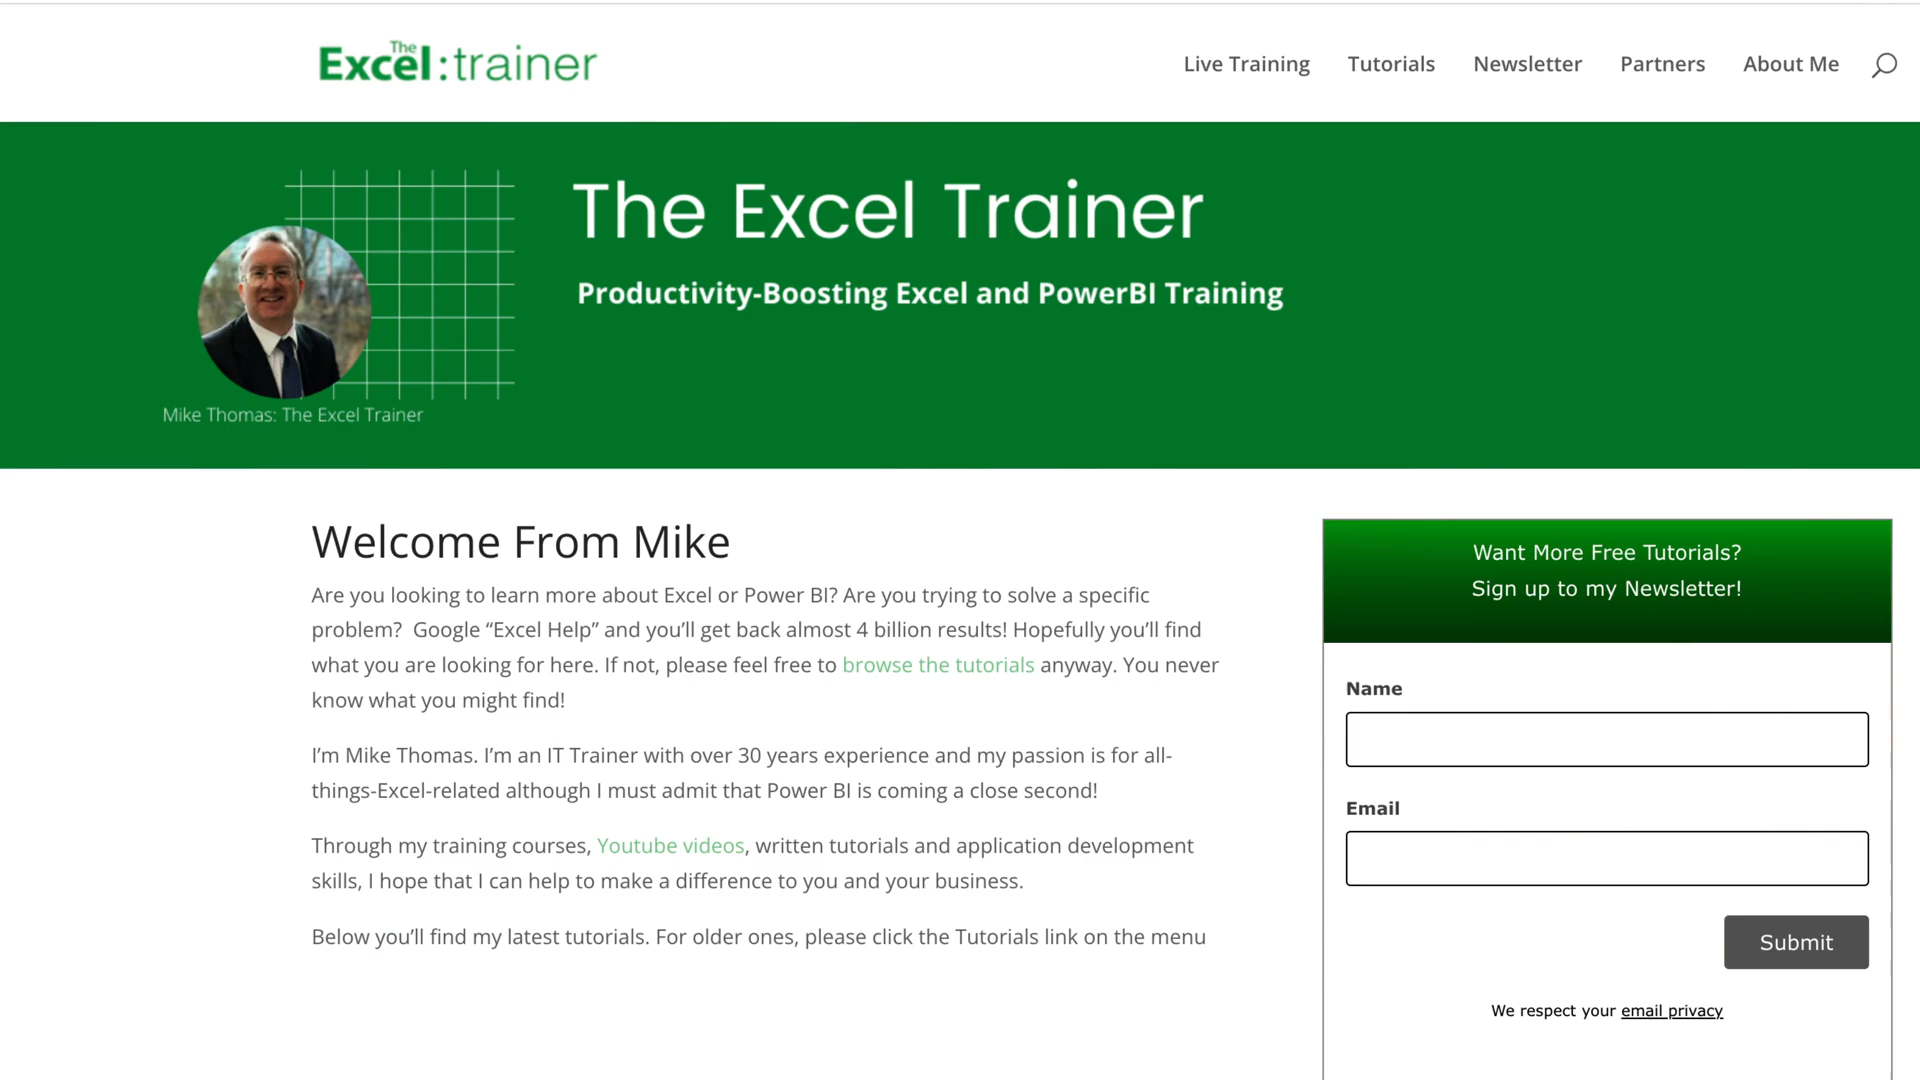 The
Excel:trainer
Live Training
Tutorials
Newsletter
Partners
About Me
The Excel Trainer
Productivity-Boosting Excel and PowerBI Training
Mike Thomas: The Excel Trainer
Welcome From Mike
Are you looking to learn more about Excel or Power BI? Are you trying to solve a specific
problem?  Google “Excel Help” and you’ll get back almost 4 billion results! Hopefully you’ll find
what you are looking for here. If not, please feel free to browse the tutorials anyway. You never
know what you might find!
I’m Mike Thomas. I’m an IT Trainer with over 30 years experience and my passion is for all-
things-Excel-related although I must admit that Power BI is coming a close second!
Through my training courses, Youtube videos, written tutorials and application development
skills, I hope that I can help to make a difference to you and your business.
Below you’ll find my latest tutorials. For older ones, please click the Tutorials link on the menu
Want More Free Tutorials?
Sign up to my Newsletter!
Name
Email
Submit
We respect your email privacy